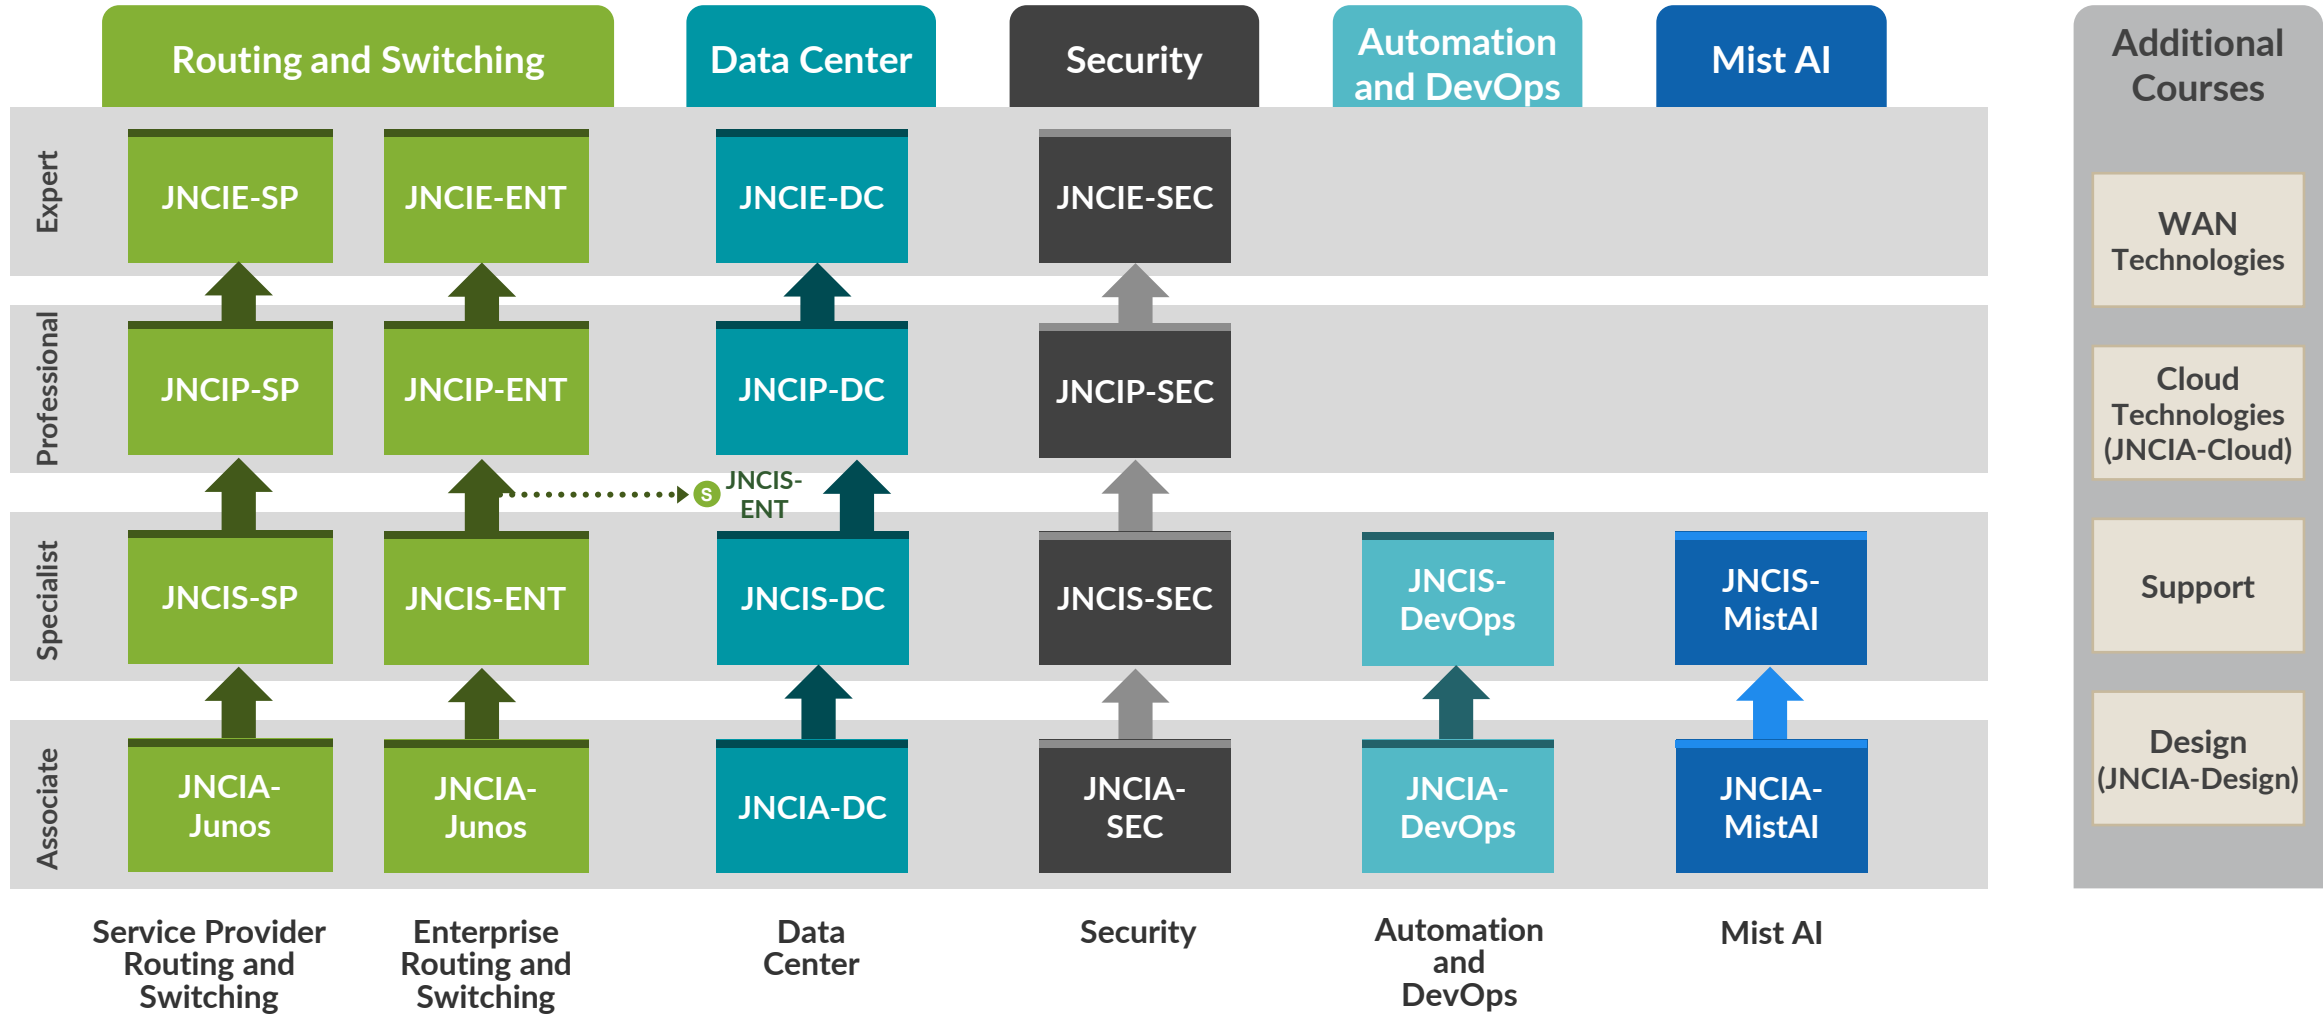 Routing and Switching
Data Center
Security
Automation
and DevOps
Mist AI
Additional
Courses
Expert
JNCIE-SP
JNCIE-ENT
JNCIE-DC
JNCIE-SEC
WAN
Technologies
Professional
JNCIP-SP
JNCIP-ENT
JNCIP-DC
JNCIP-SEC
Cloud
Technologies
(JNCIA-Cloud)
S
JNCIS-
ENT
Specialist
JNCIS-SP
JNCIS-ENT
JNCIS-DC
JNCIS-SEC
JNCIS-
DevOps
JNCIS-
MistAI
Support
Associate
JNCIA-
Junos
JNCIA-
Junos
JNCIA-DC
JNCIA-
SEC
JNCIA-
DevOps
JNCIA-
MistAI
Design
(JNCIA-Design)
Service Provider
Routing and
Switching
Enterprise
Routing and
Switching
Data
Center
Security
Automation
and
DevOps
Mist AI